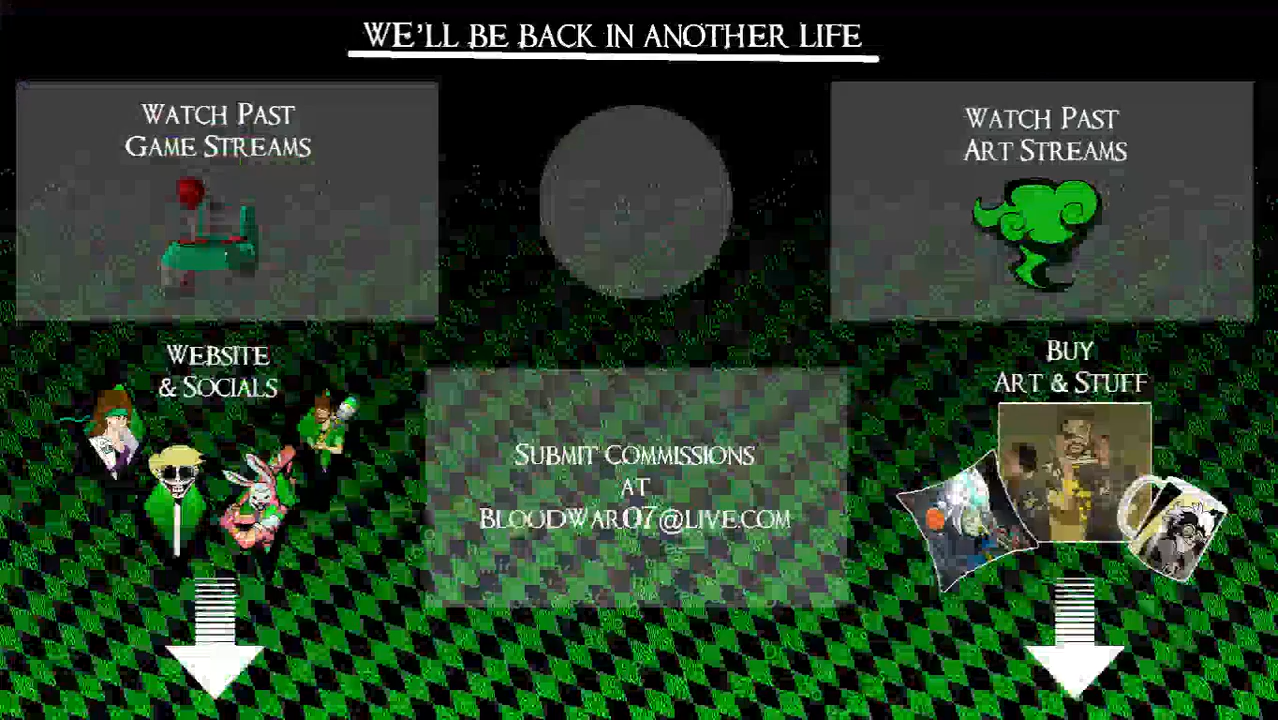 WE'LL BE BACK IN ANOTHER LIFE
WATCH PAST
GAME STREAMS
WATCH PAST
ART STREAMS
WEBSITE
& SOCIALS
BUY
ART & STUFF
SUBMIT COMMISSIONS
AT
BLOODWAR07@LIVE.COM